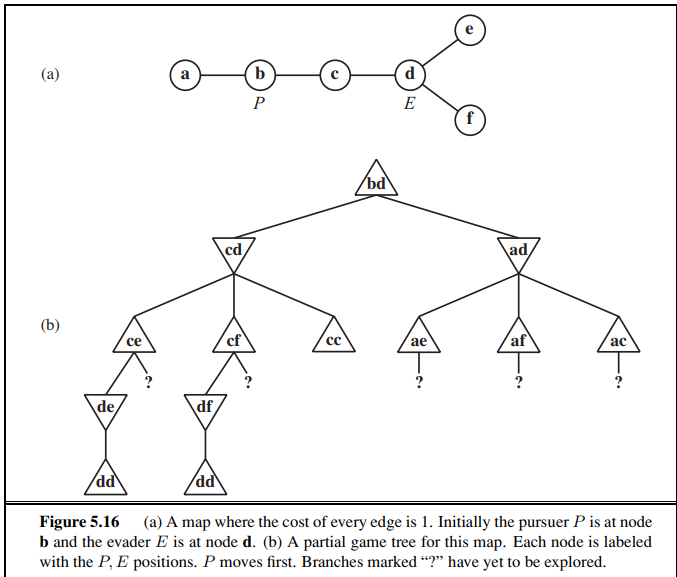 e
(a)
a
b
c
d
P
E
f
bd
cd
ad
(b)
ce
cf
cc
ae
af
ac
?
?
?
?
?
de
df
dd
dd
Figure 5.16 (a) A map where the cost of every edge is 1. Initially the pursuer P is at node
b and the evader E is at node d. (b) A partial game tree for this map. Each node is labeled
with the P, E positions. P moves first. Branches marked “?” have yet to be explored.